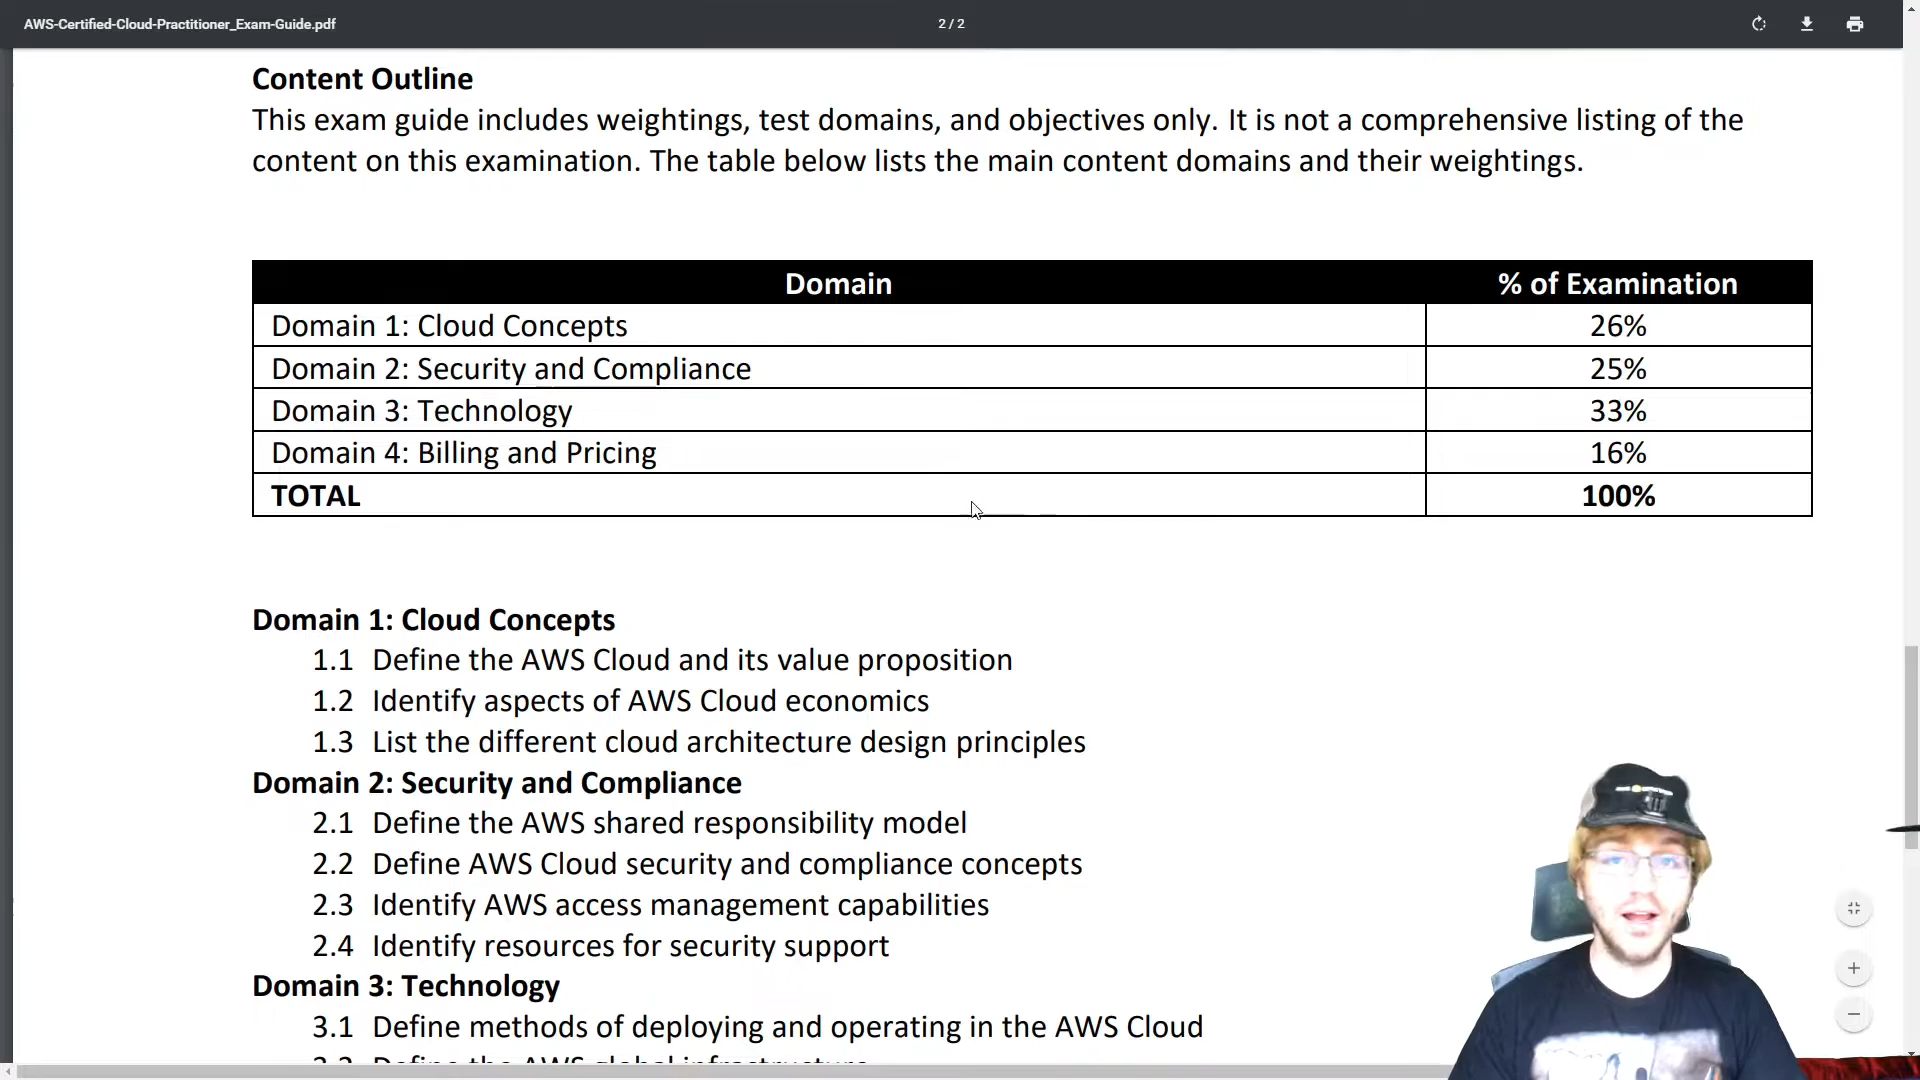 AWS-Certified-Cloud-Practitioner_Exam-Guide.pdf
2 / 2
Content Outline
This exam guide includes weightings, test domains, and objectives only. It is not a comprehensive listing of the
content on this examination. The table below lists the main content domains and their weightings.
Domain % of Examination
Domain 1: Cloud Concepts 26%
Domain 2: Security and Compliance 25%
Domain 3: Technology 33%
Domain 4: Billing and Pricing 16%
TOTAL 100%
Domain 1: Cloud Concepts
1.1 Define the AWS Cloud and its value proposition
1.2 Identify aspects of AWS Cloud economics
1.3 List the different cloud architecture design principles
Domain 2: Security and Compliance
2.1 Define the AWS shared responsibility model
2.2 Define AWS Cloud security and compliance concepts
2.3 Identify AWS access management capabilities
2.4 Identify resources for security support
Domain 3: Technology
3.1 Define methods of deploying and operating in the AWS Cloud
3.2 Define the AWS global infrastructure